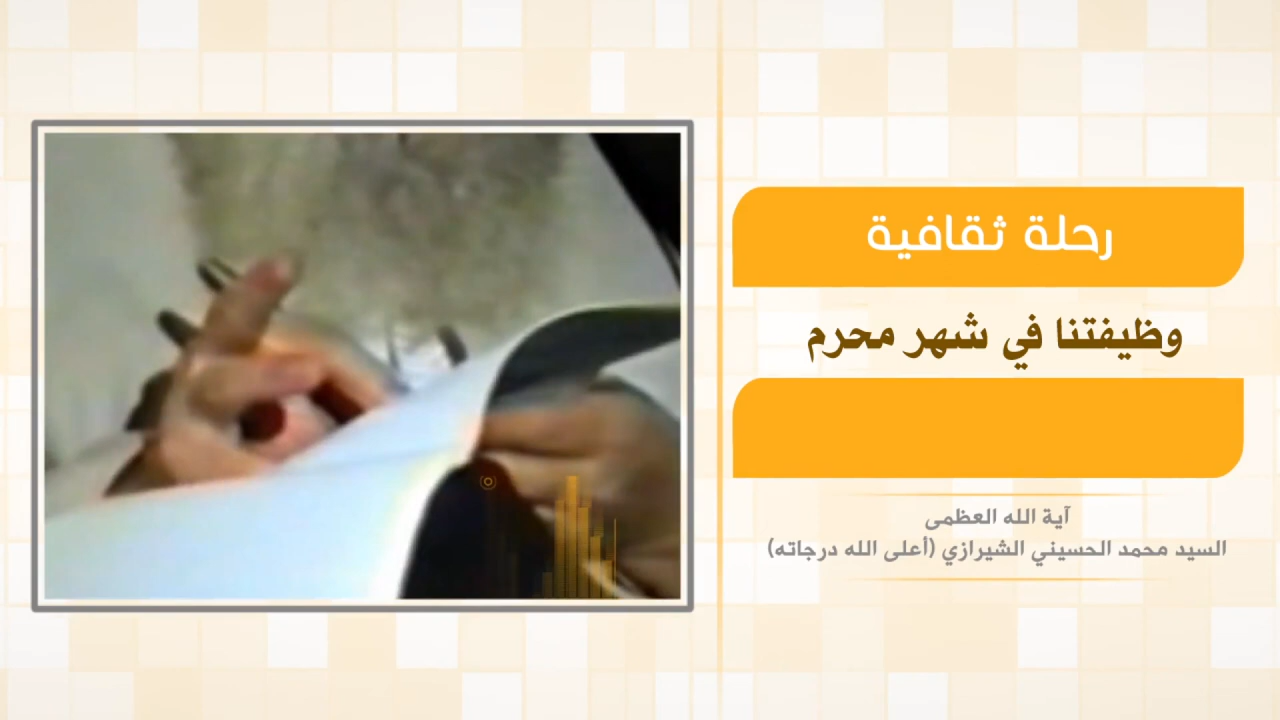 رحلة ثقافية
وظيفتنا في شهر محرم
آية الله العظمى
السيد محمد الحسيني الشيرازي (أعلى الله درجاته)